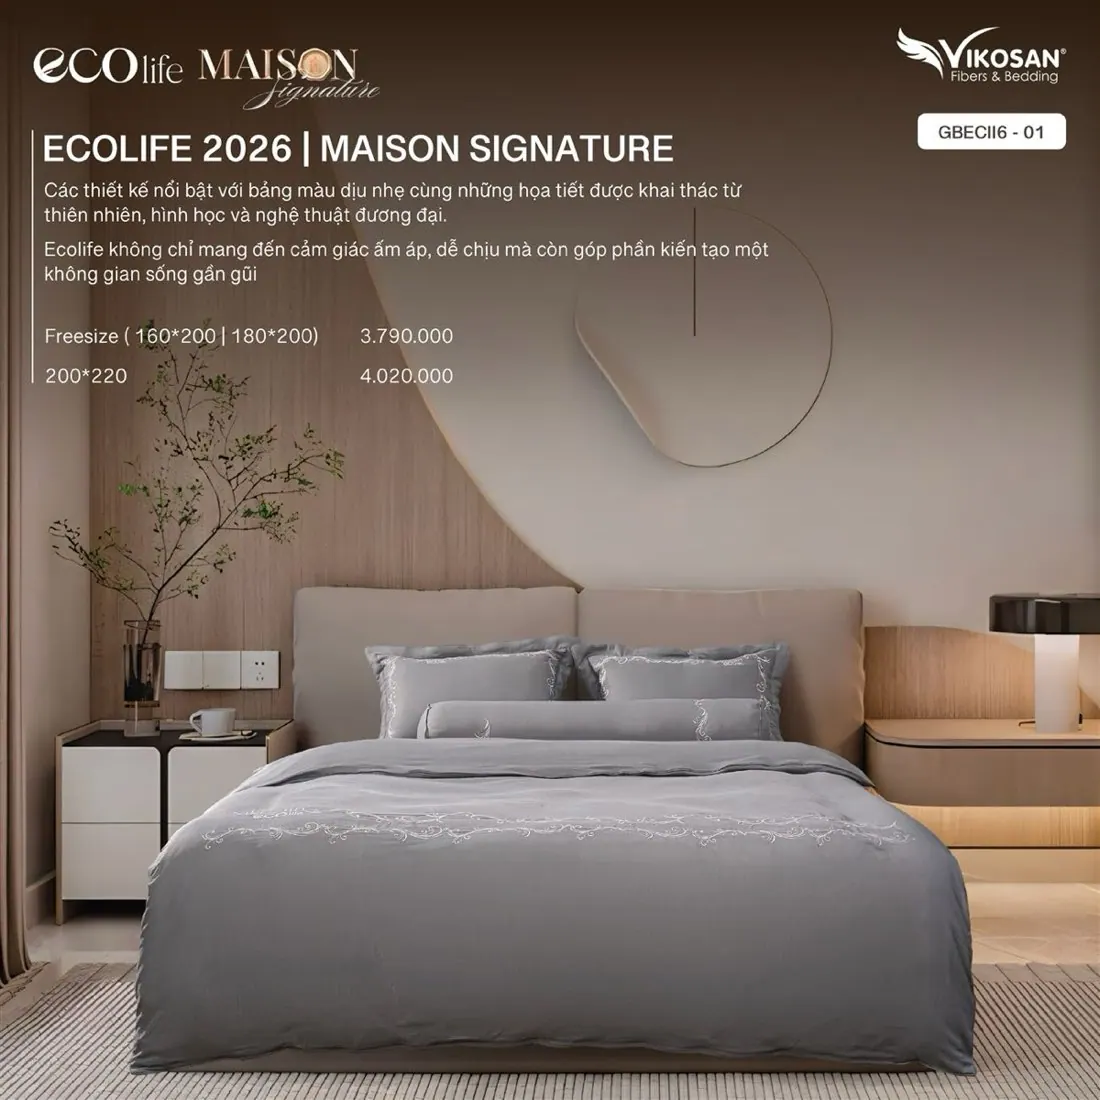 ecolife MAISON Signature
VIKOSAN®
Fibers & Bedding
GBECII6 - 01
ECOLIFE 2026 | MAISON SIGNATURE
Các thiết kế nổi bật với bảng màu dịu nhẹ cùng những họa tiết được khai thác từ
thiên nhiên, hình học và nghệ thuật đương đại.
Ecolife không chỉ mang đến cảm giác ấm áp, dễ chịu mà còn góp phần kiến tạo một
không gian sống gần gũi
Freesize ( 160*200 | 180*200) 3.790.000
200*220 4.020.000